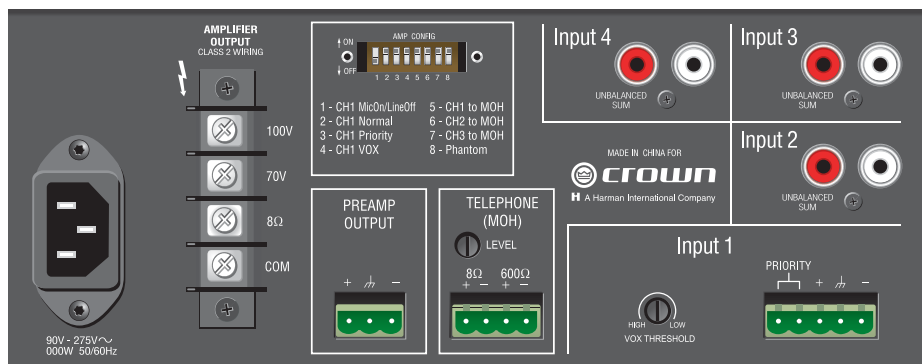 AMPLIFIER
OUTPUT
CLASS 2 WIRING
100V
70V
8Ω
COM
90V - 275V～
000W 50/60Hz
AMP CONFIG
ON
OFF
1 2 3 4 5 6 7 8
1 - CH1 MicOn/LineOff
2 - CH1 Normal
3 - CH1 Priority
4 - CH1 VOX
5 - CH1 to MOH
6 - CH2 to MOH
7 - CH3 to MOH
8 - Phantom
PREAMP
OUTPUT
+ −
TELEPHONE
(MOH)
LEVEL
8Ω 600Ω
+ − + −
Input 4
UNBALANCED
SUM
Input 3
UNBALANCED
SUM
MADE IN CHINA FOR
crown
H A Harman International Company
Input 2
UNBALANCED
SUM
Input 1
HIGH LOW
VOX THRESHOLD
PRIORITY
+ −